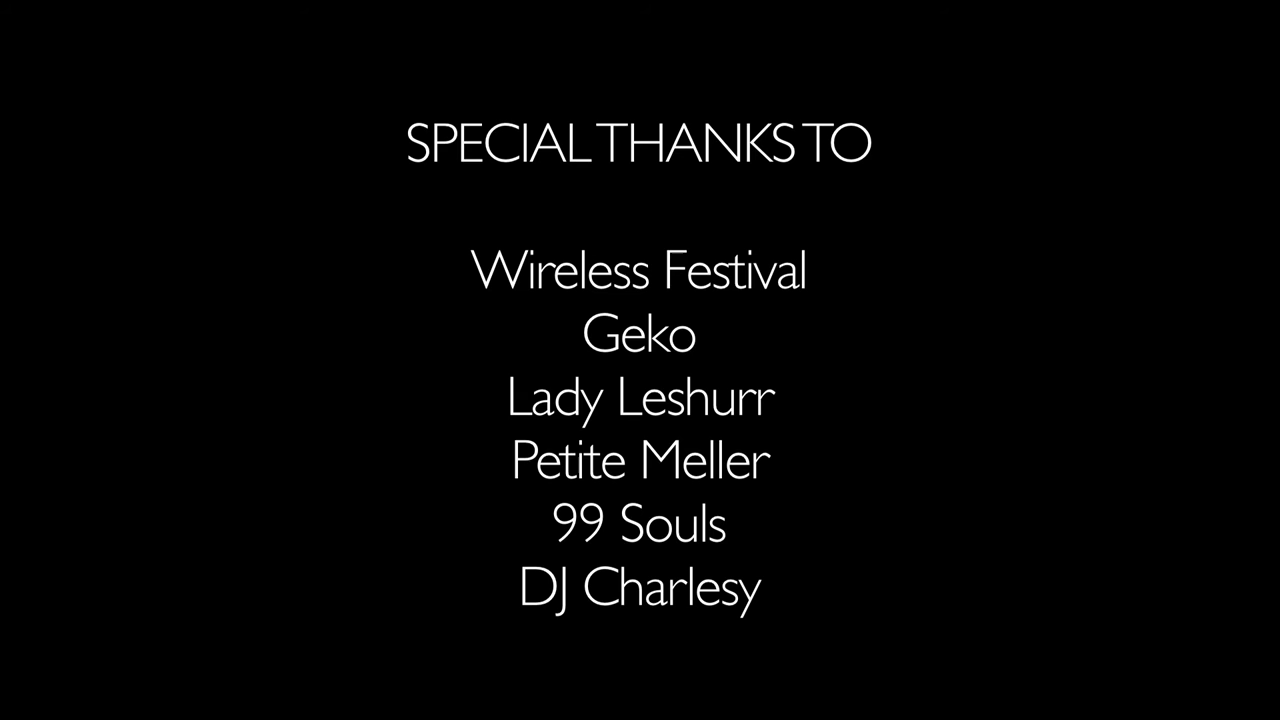 SPECIAL THANKS TO
Wireless Festival
Geko
Lady Leshurr
Petite Meller
99 Souls
DJ Charlesy